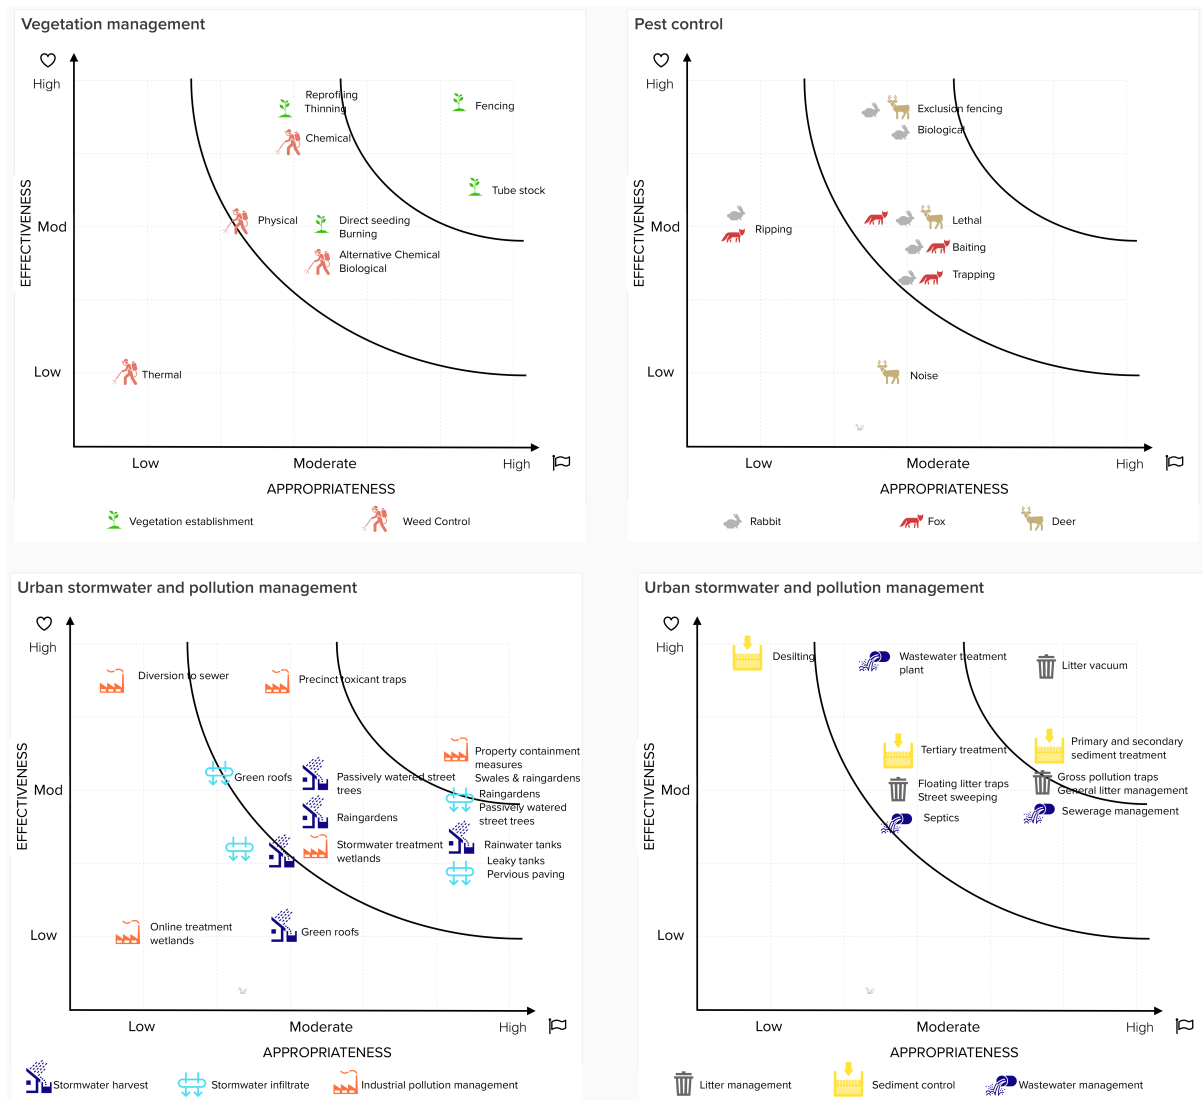 Vegetation management
High
Reprofiling
Thinning
Fencing
Chemical
Tube stock
Physical
Direct seeding
Burning
Mod
Alternative Chemical
Biological
EFFECTIVENESS
Low
Thermal
Low
Moderate
High
APPROPRIATENESS
Vegetation establishment
Weed Control
Pest control
High
Exclusion fencing
Biological
Lethal
Mod
Ripping
Baiting
Trapping
EFFECTIVENESS
Low
Noise
Low
Moderate
High
APPROPRIATENESS
Rabbit
Fox
Deer
Urban stormwater and pollution management
High
Diversion to sewer
Precinct toxicant traps
Property containment
measures
Swales & raingardens
Green roofs
Passively watered street
trees
Mod
Raingardens
Passively watered
street trees
Raingardens
Stormwater treatment
wetlands
Rainwater tanks
Leaky tanks
Pervious paving
EFFECTIVENESS
Online treatment
wetlands
Green roofs
Low
Low
Moderate
High
APPROPRIATENESS
Stormwater harvest
Stormwater infiltrate
Industrial pollution management
Urban stormwater and pollution management
High
Desilting
Wastewater treatment
plant
Litter vacuum
Tertiary treatment
Primary and secondary
sediment treatment
Floating litter traps
Street sweeping
Gross pollution traps
General litter management
Mod
Septics
Sewerage management
EFFECTIVENESS
Low
Low
Moderate
High
APPROPRIATENESS
Litter management
Sediment control
Wastewater management